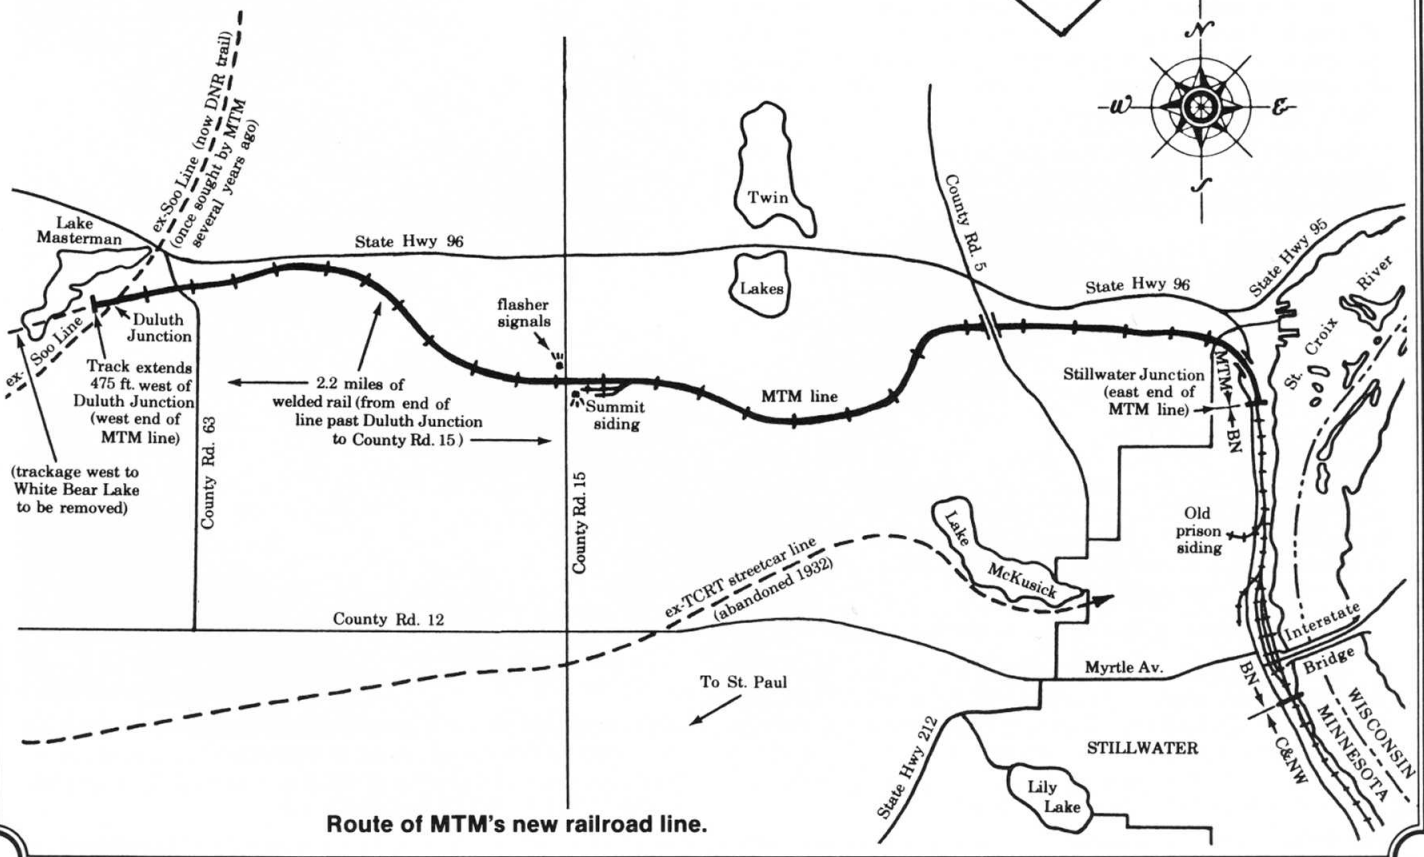 N
W
E
S
ex-Soo Line (now DNR trail)
(once sought by MTM
several years ago)
Lake
Masterman
State Hwy 96
Twin
Lakes
County Rd. 5
State Hwy 96
State Hwy 95
St. Croix River
ex- Soo Line
Duluth
Junction
flasher
signals
Track extends
475 ft. west of
Duluth Junction
(west end of
MTM line)
2.2 miles of
welded rail (from end of
line past Duluth Junction
to County Rd. 15)
Summit
siding
MTM line
Stillwater Junction
(east end of
MTM line)
MTM
BN
(trackage west to
White Bear Lake
to be removed)
County Rd. 63
County Rd. 15
Old
prison
siding
Lake
McKusick
ex-TCRT streetcar line
(abandoned 1932)
County Rd. 12
Interstate
Bridge
Myrtle Av.
To St. Paul
BN
C&NW
WISCONSIN
MINNESOTA
State Hwy 212
STILLWATER
Lily
Lake
Route of MTM's new railroad line.